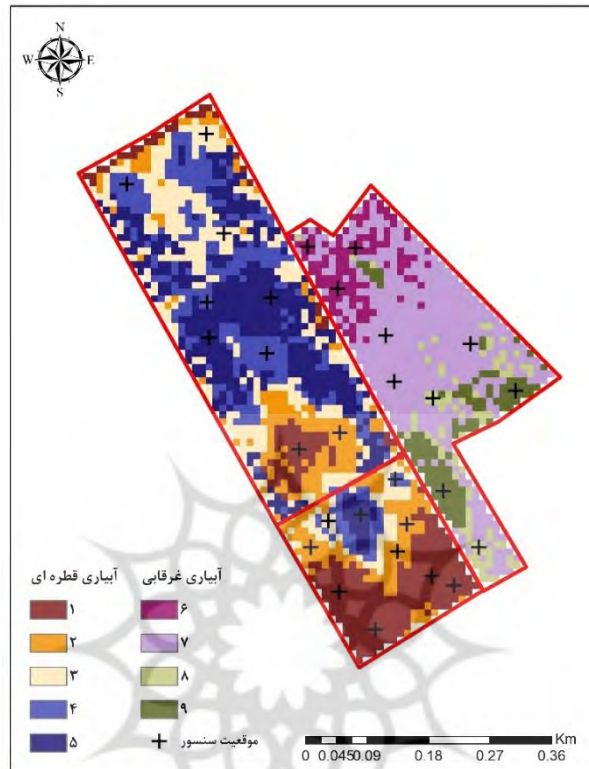 N
W E
S
آبیاری قطره ای آبیاری غرقابی
۱ ۶
۲ ۷
۳ ۸
۴ ۹
۵ موقعیت سنسور
Km
0 0.045 0.09 0.18 0.27 0.36